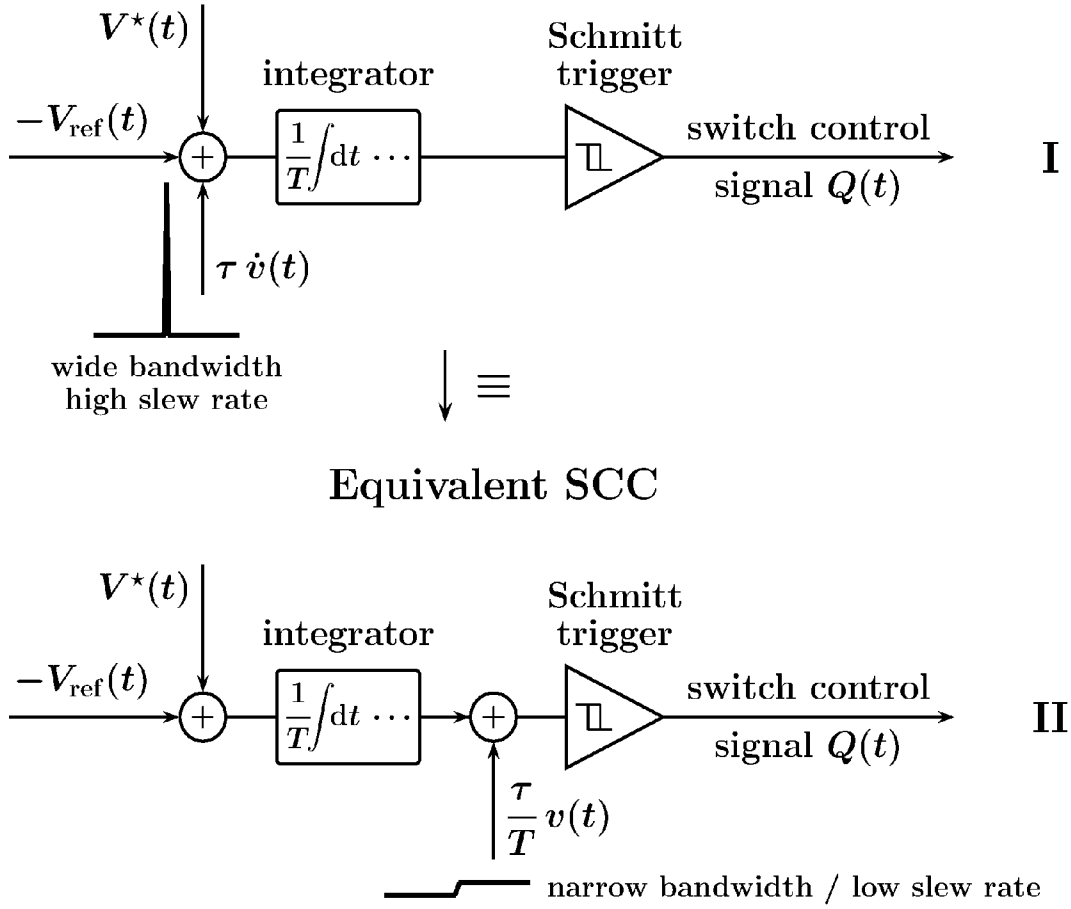 V⋆(t)
Schmitt
trigger
integrator
−V_ref(t)
+
1/T ∫dt ⋯
switch control
signal Q(t)
I
τ v̇(t)
wide bandwidth
high slew rate
≡
Equivalent SCC
V⋆(t)
Schmitt
trigger
integrator
−V_ref(t)
+
1/T ∫dt ⋯
+
switch control
signal Q(t)
II
τ/T v(t)
narrow bandwidth / low slew rate